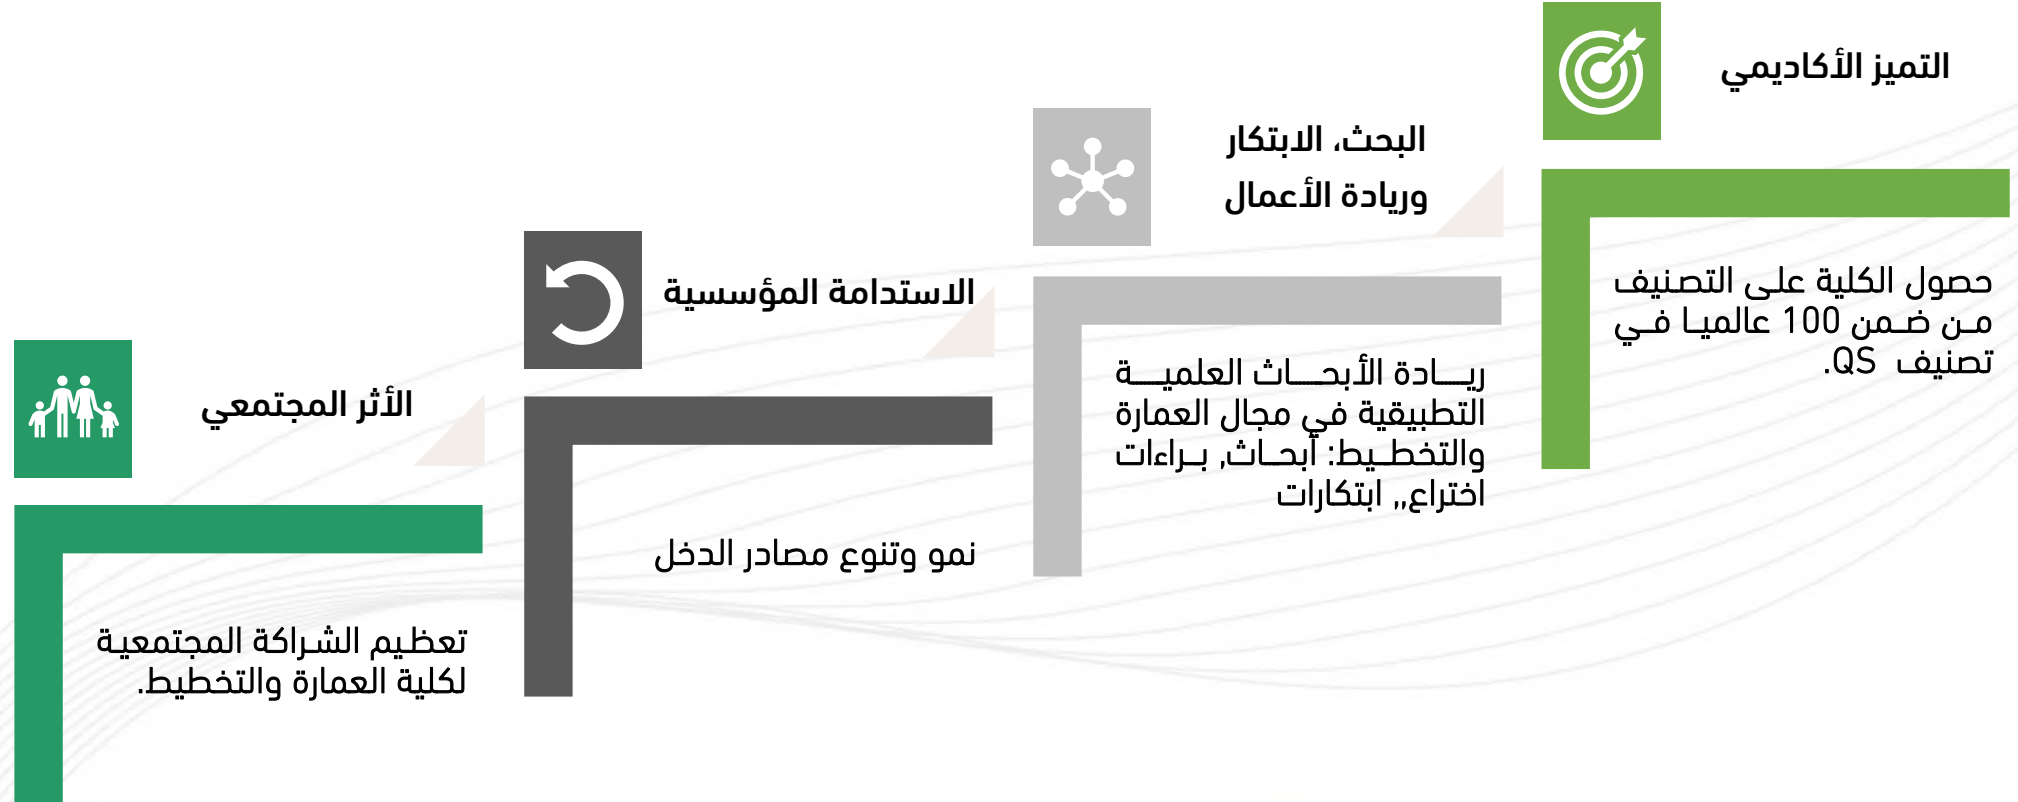 التميز الأكاديمي
حصول الكلية على التصنيف
من ضمن 100 عالميا في
تصنيف QS.
البحث، الابتكار
وريادة الأعمال
ريادة الأبحاث العلمية
التطبيقية في مجال العمارة
والتخطيط: أبحاث, براءات
اختراع,, ابتكارات
الاستدامة المؤسسية
نمو وتنوع مصادر الدخل
الأثر المجتمعي
تعظيم الشراكة المجتمعية
لكلية العمارة والتخطيط.